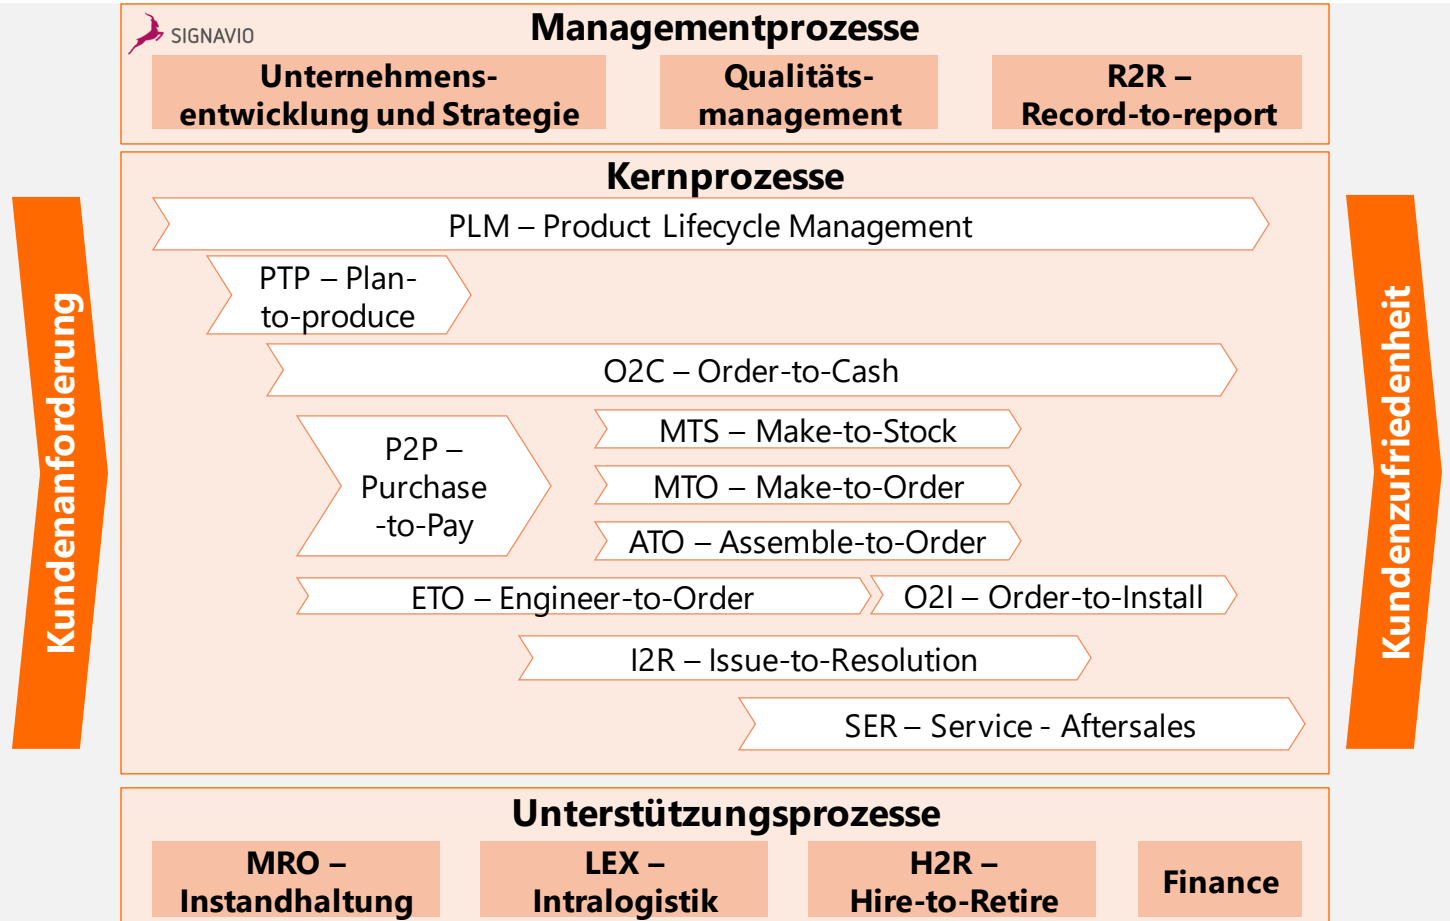 SIGNAVIO
Managementprozesse
Unternehmens-
entwicklung und Strategie
Qualitäts-
management
R2R –
Record-to-report
Kundenanforderung
Kernprozesse
PLM – Product Lifecycle Management
PTP – Plan-
to-produce
O2C – Order-to-Cash
P2P –
Purchase
-to-Pay
MTS – Make-to-Stock
MTO – Make-to-Order
ATO – Assemble-to-Order
ETO – Engineer-to-Order
O2I – Order-to-Install
I2R – Issue-to-Resolution
SER – Service - Aftersales
Kundenzufriedenheit
Unterstützungsprozesse
MRO –
Instandhaltung
LEX –
Intralogistik
H2R –
Hire-to-Retire
Finance